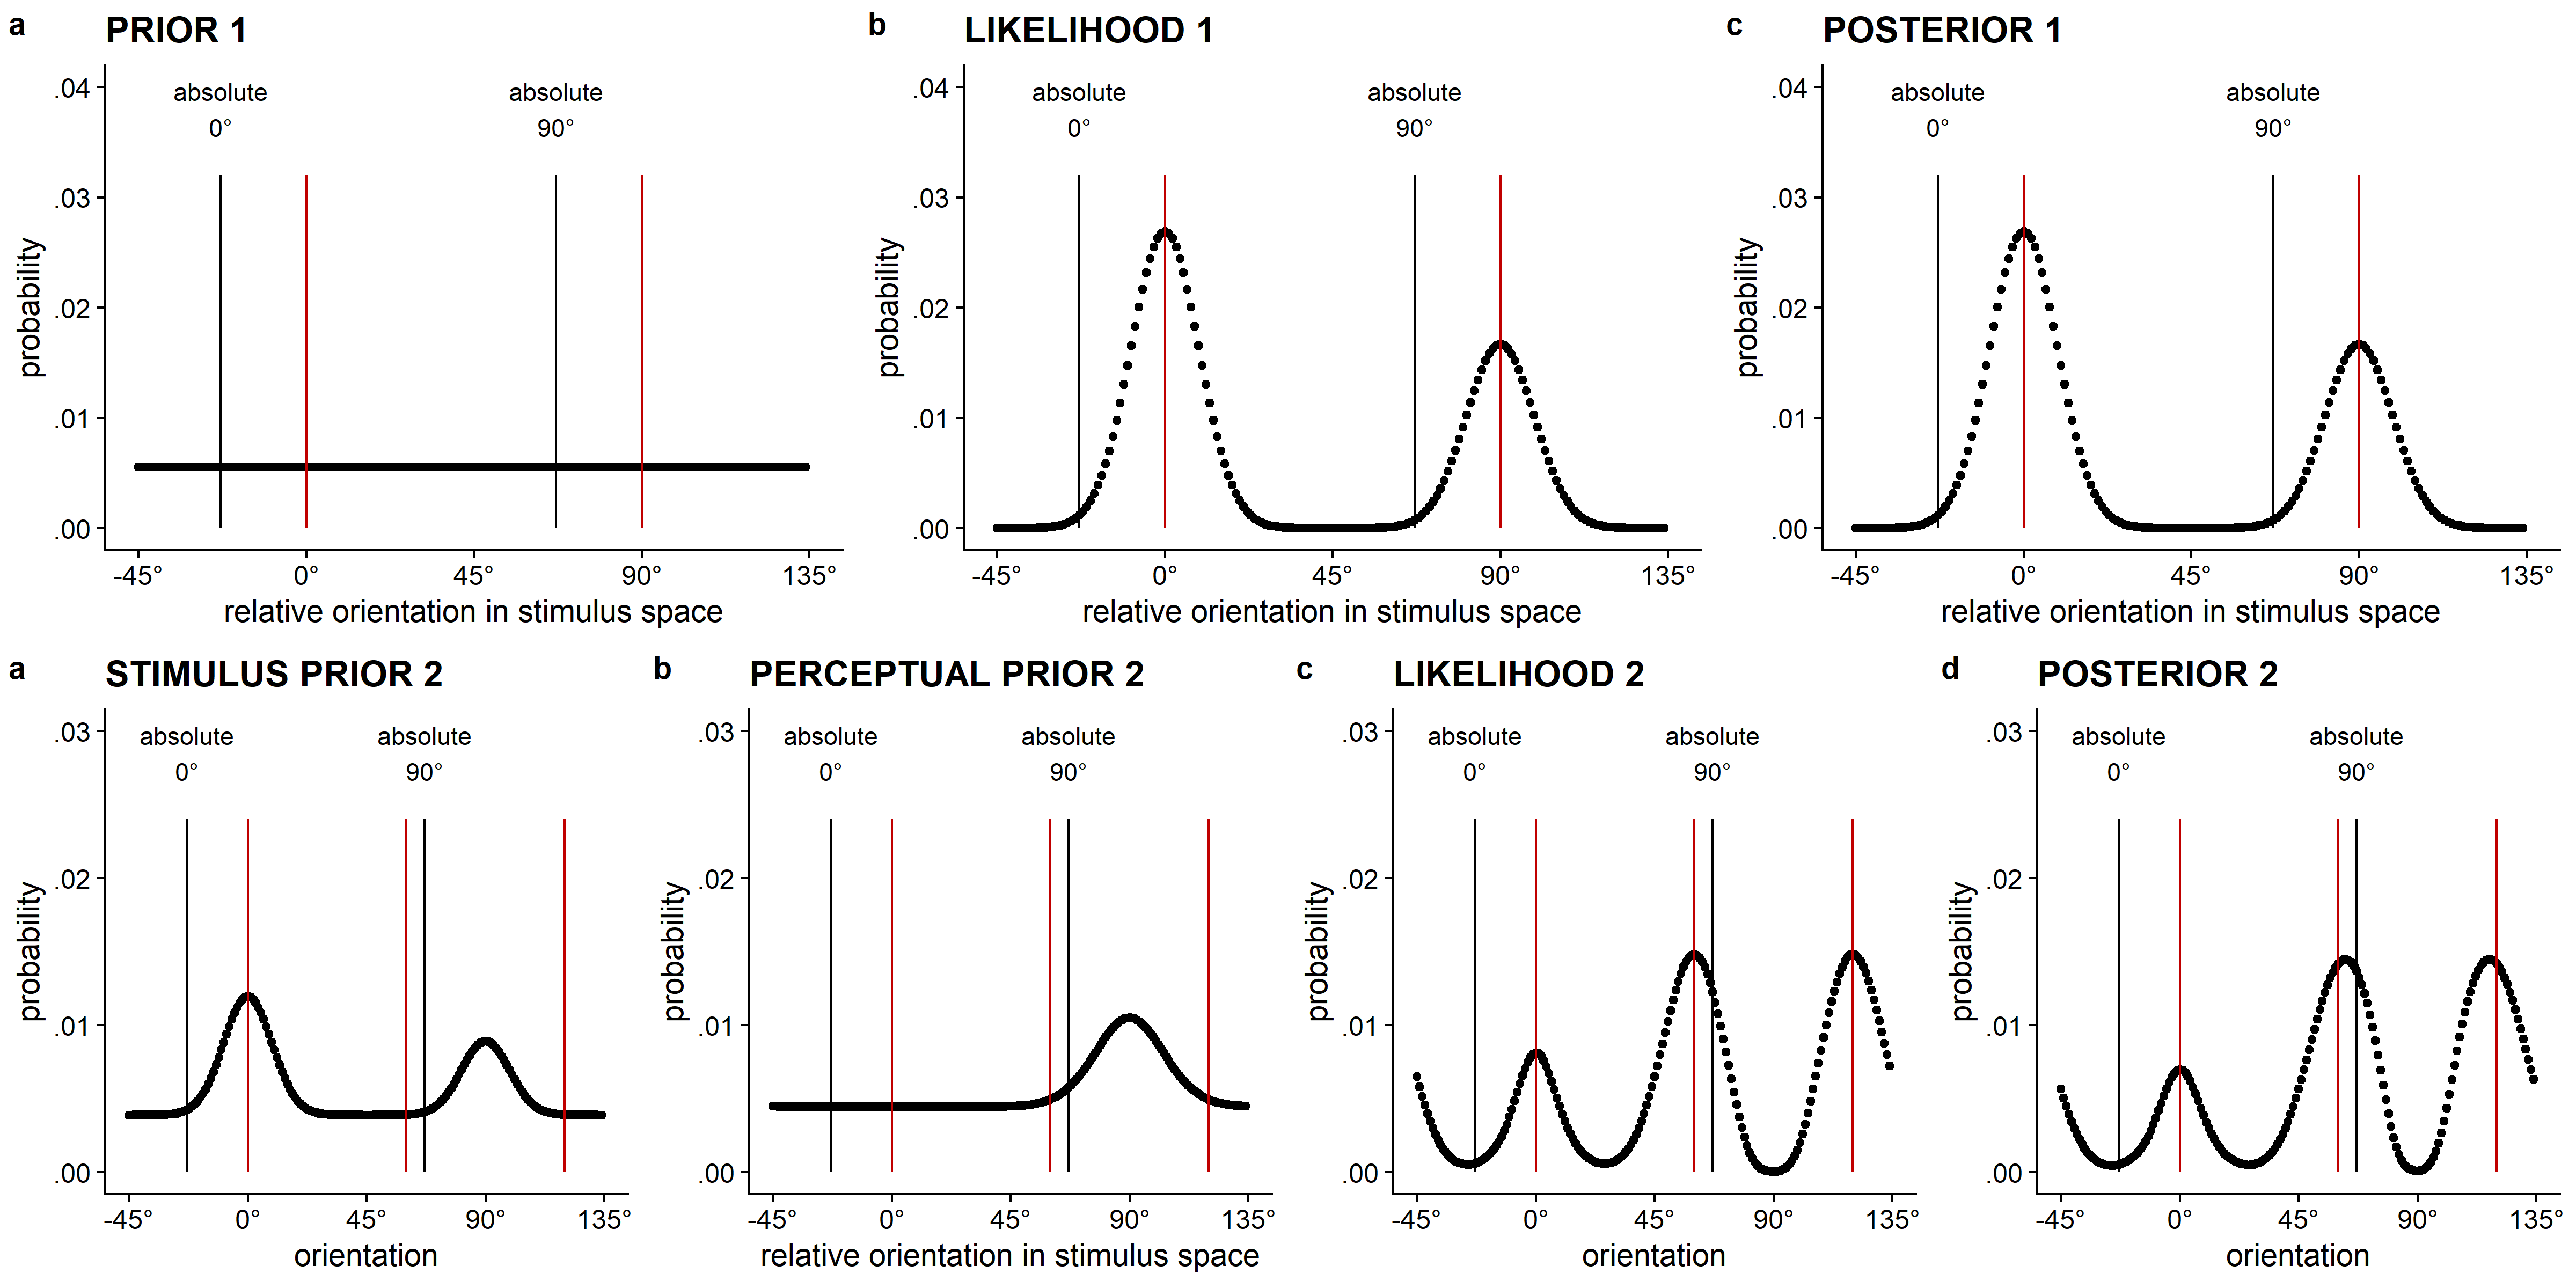 a PRIOR 1
.04
.03
.02
.01
.00
absolute 0°
absolute 90°
probability
-45° 0° 45° 90° 135°
relative orientation in stimulus space
b LIKELIHOOD 1
.04
.03
.02
.01
.00
absolute 0°
absolute 90°
probability
-45° 0° 45° 90° 135°
relative orientation in stimulus space
c POSTERIOR 1
.04
.03
.02
.01
.00
absolute 0°
absolute 90°
probability
-45° 0° 45° 90° 135°
relative orientation in stimulus space
a STIMULUS PRIOR 2
.03
.02
.01
.00
absolute 0°
absolute 90°
probability
-45° 0° 45° 90° 135°
orientation
b PERCEPTUAL PRIOR 2
.03
.02
.01
.00
absolute 0°
absolute 90°
probability
-45° 0° 45° 90° 135°
relative orientation in stimulus space
c LIKELIHOOD 2
.03
.02
.01
.00
absolute 0°
absolute 90°
probability
-45° 0° 45° 90° 135°
orientation
d POSTERIOR 2
.03
.02
.01
.00
absolute 0°
absolute 90°
probability
-45° 0° 45° 90° 135°
orientation